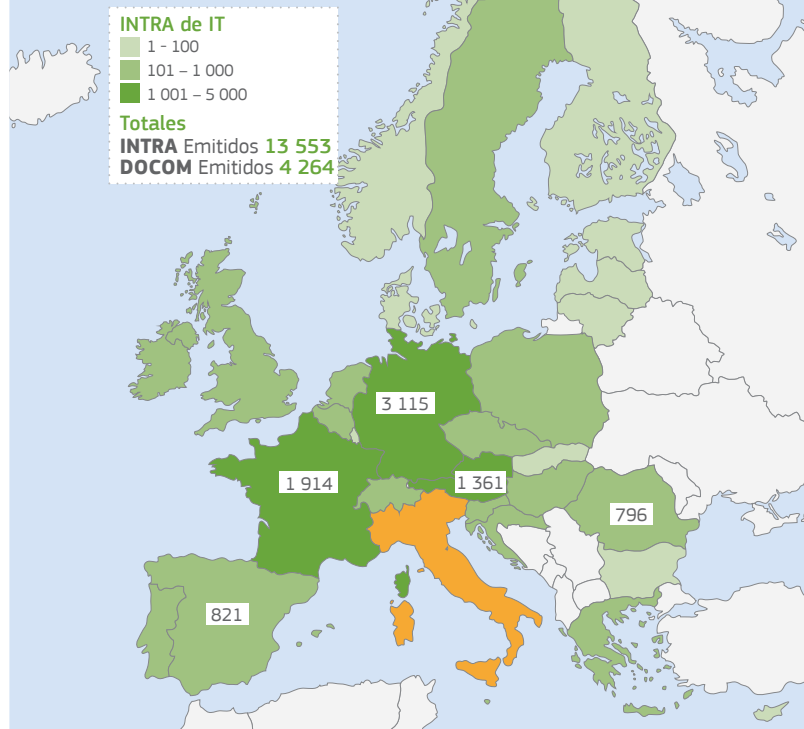 INTRA de IT
1 - 100
101 – 1 000
1 001 – 5 000
Totales
INTRA Emitidos 13 553
DOCOM Emitidos 4 264
3 115
1 914
1 361
796
821